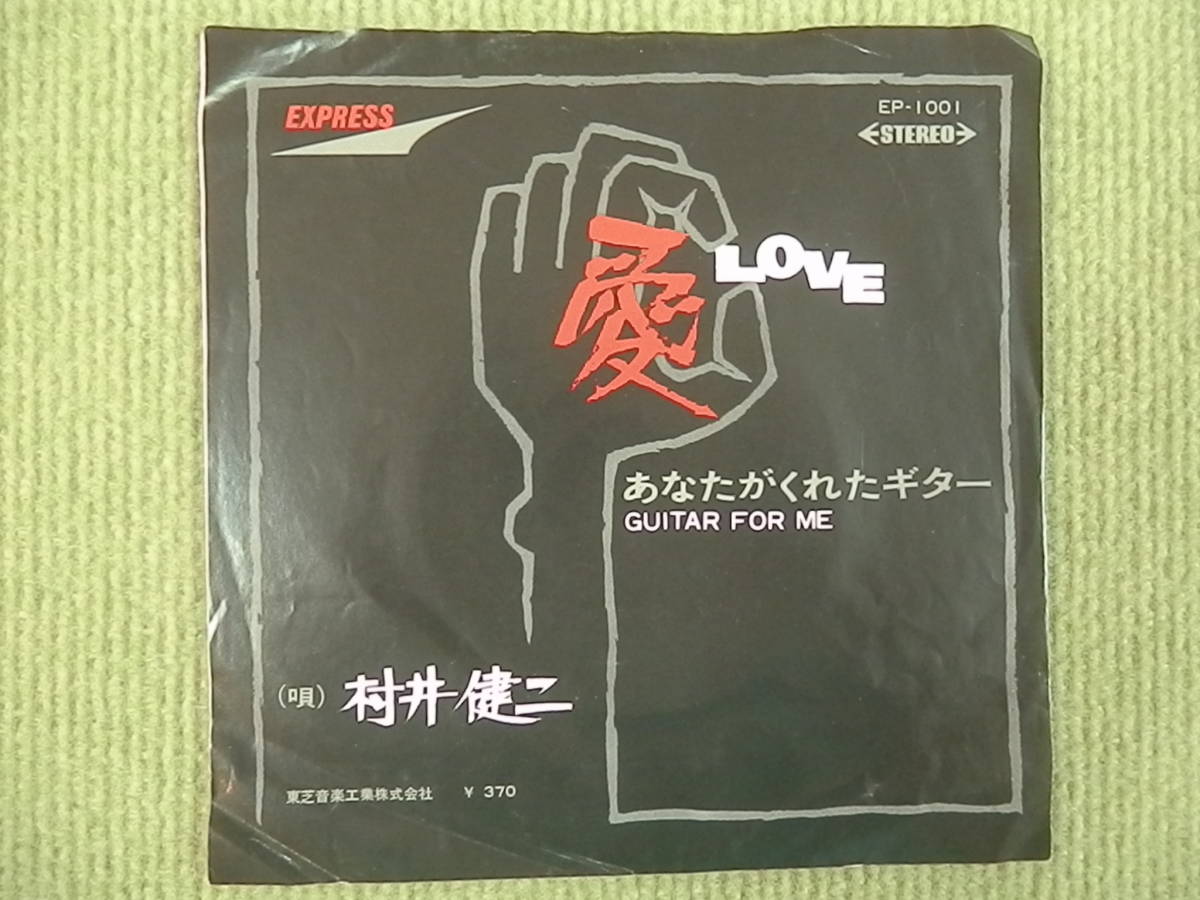 EXPRESS
EP-1001
STEREO
愛
LOVE
あなたがくれたギター
GUITAR FOR ME
(唄) 村井健二
東芝音楽工業株式会社 ¥ 370